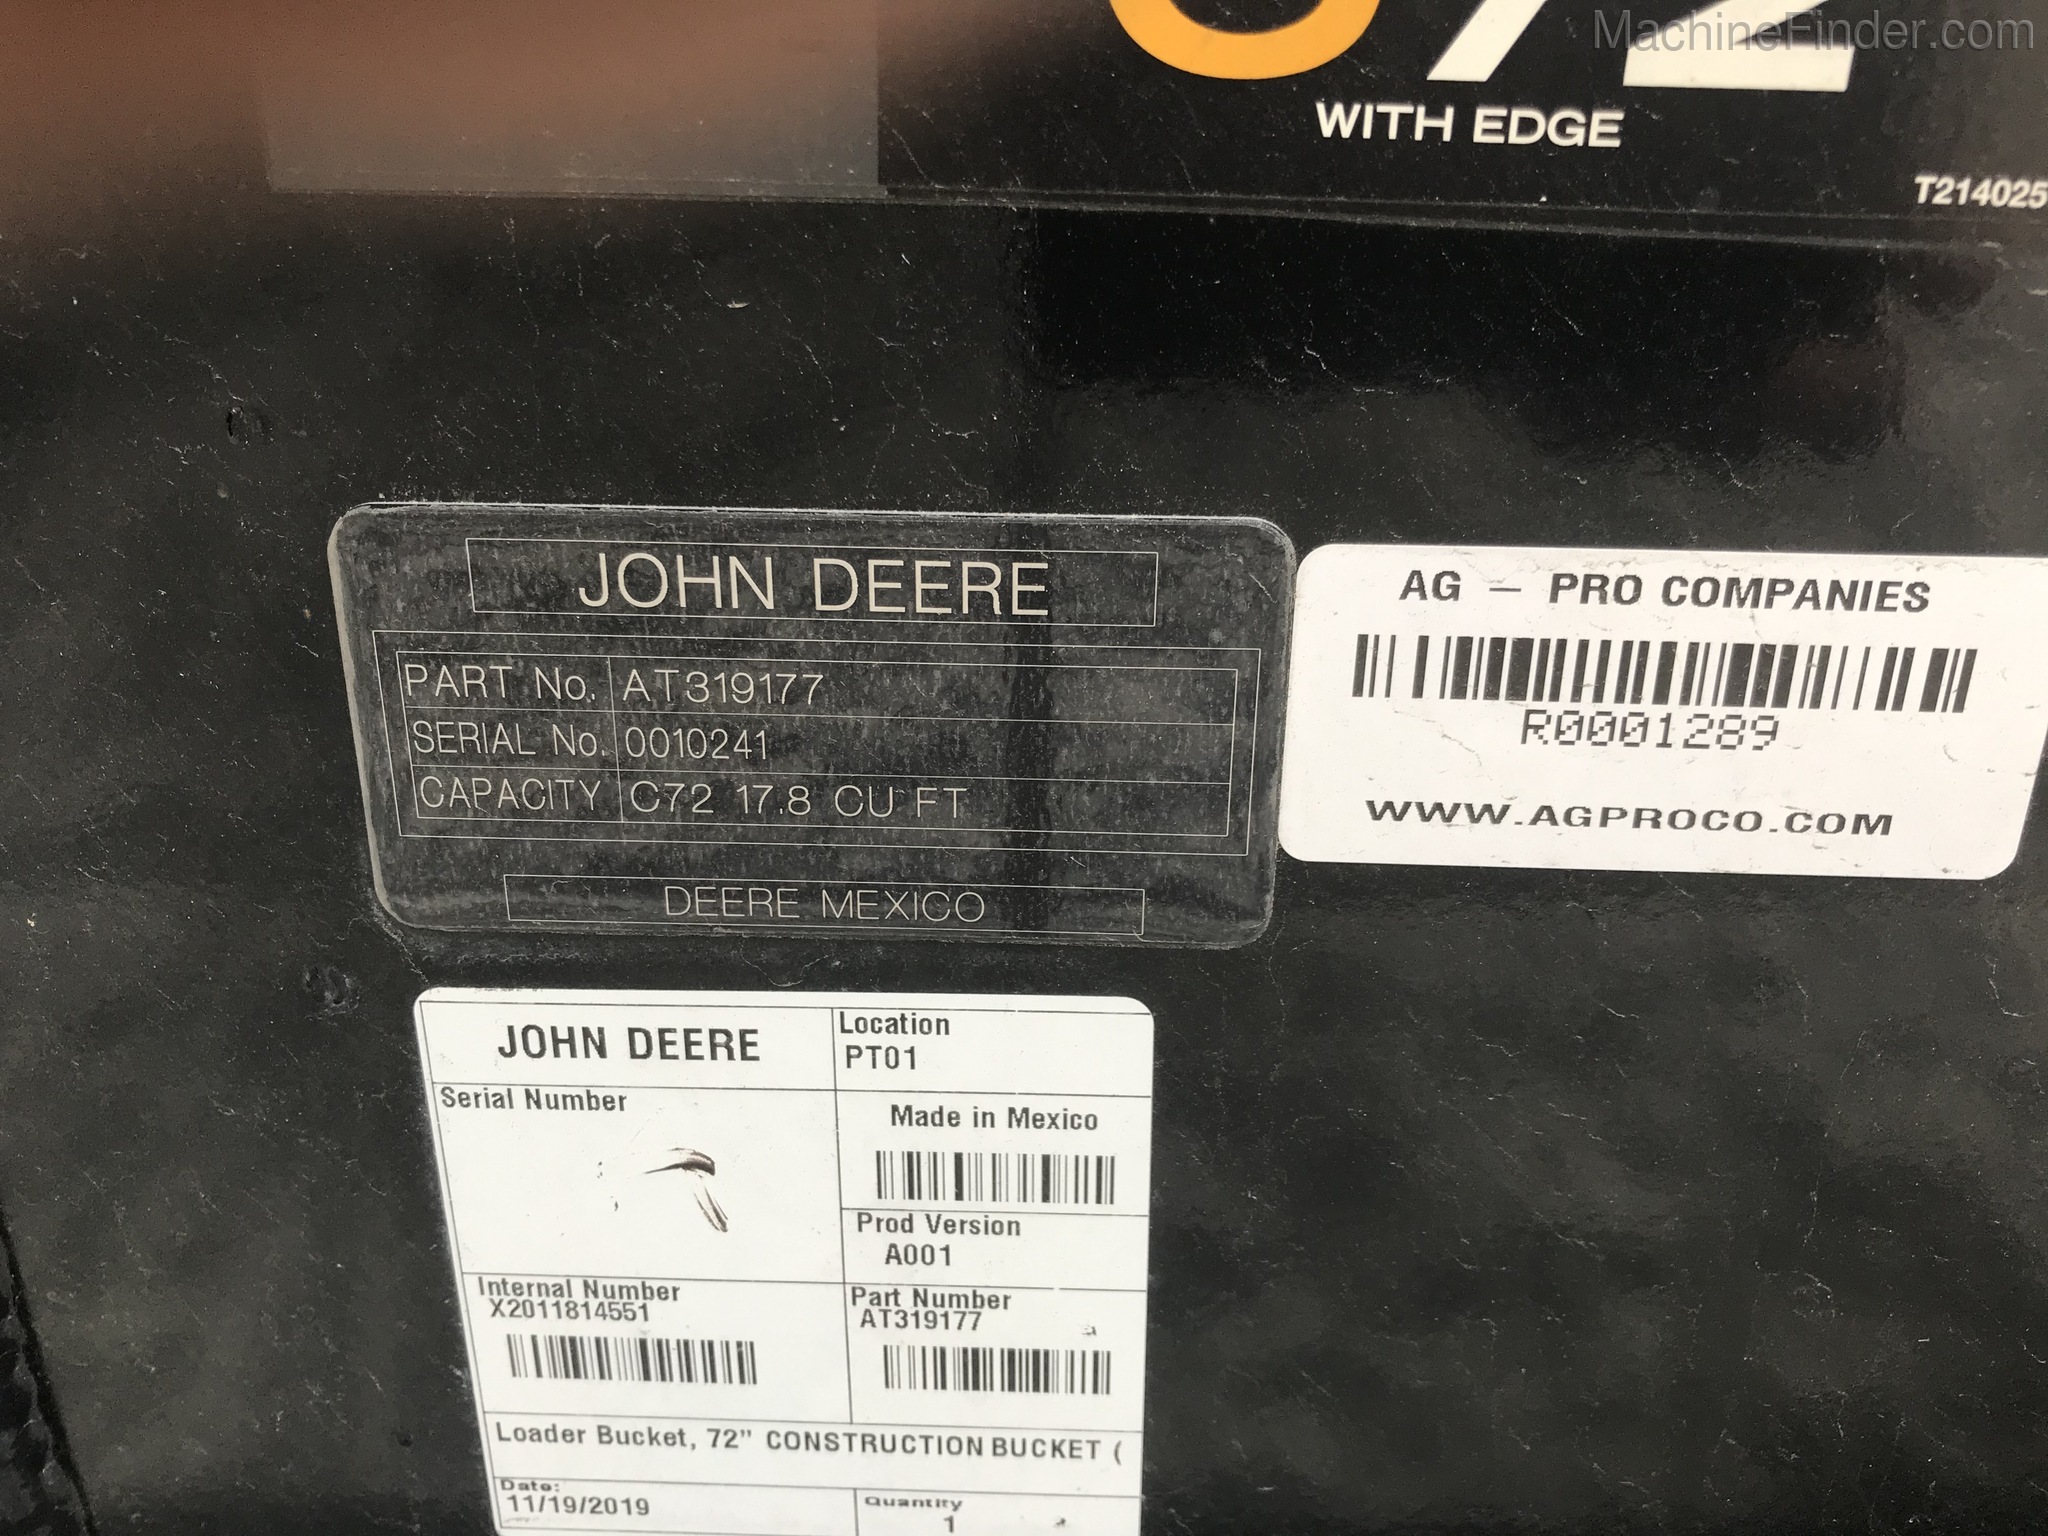 MachineFinder.com
C72
WITH EDGE
T214025
JOHN DEERE
PART No. AT319177
SERIAL No. 0010241
CAPACITY C72 17.8 CU FT
DEERE MEXICO
AG – PRO COMPANIES
R0001289
WWW.AGPROCO.COM
JOHN DEERE
Location
PT01
Serial Number
Made in Mexico
Prod Version
A001
Internal Number
X2011814551
Part Number
AT319177
Loader Bucket, 72" CONSTRUCTION BUCKET (
Date:
11/19/2019
Quantity
1